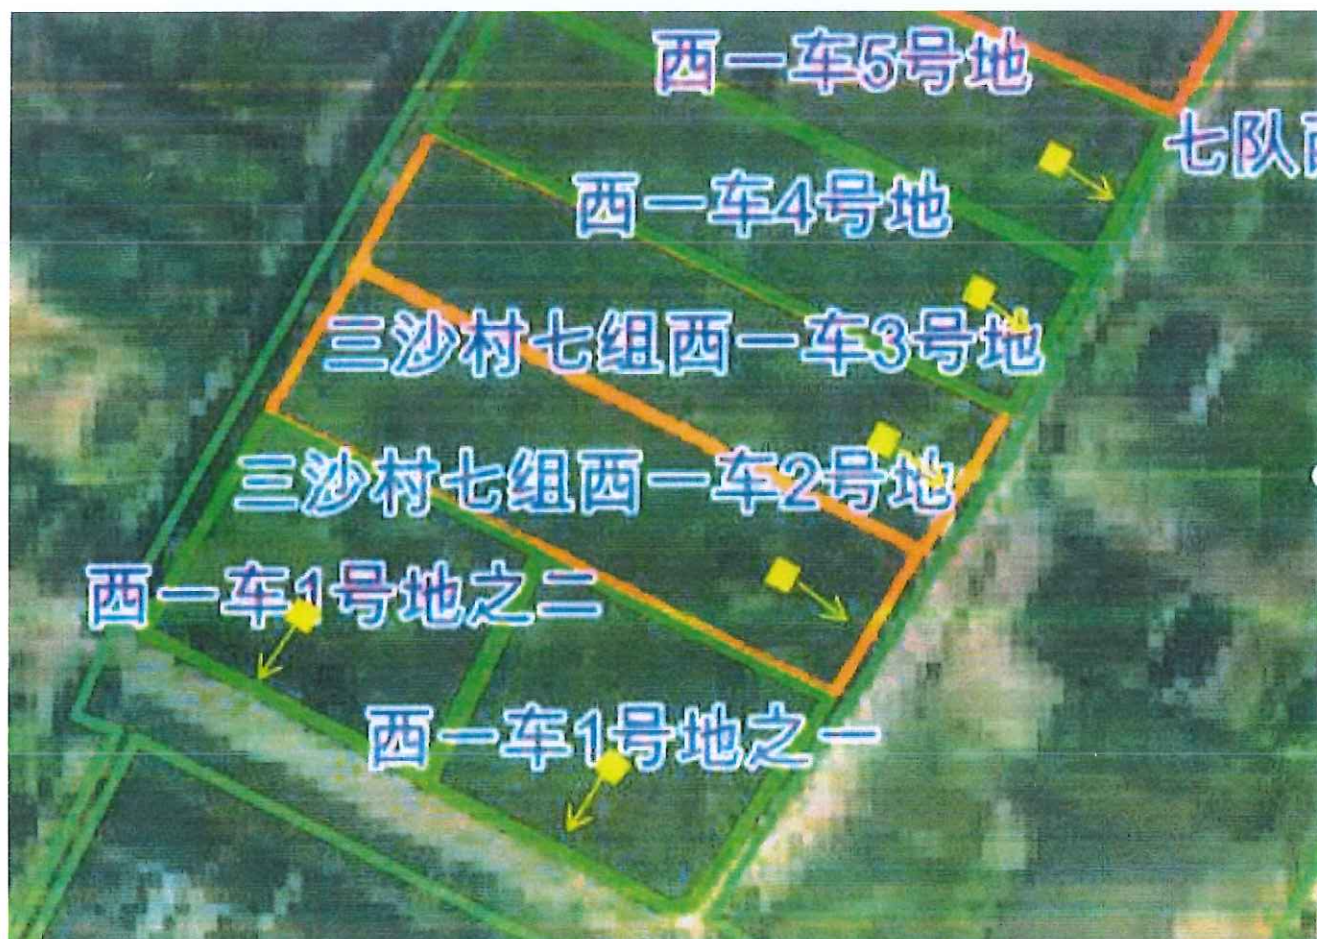 西一车5号地
七队
西一车4号地
三沙村七组西一车3号地
三沙村七组西一车2号地
西一车1号地之二
西一车1号地之一